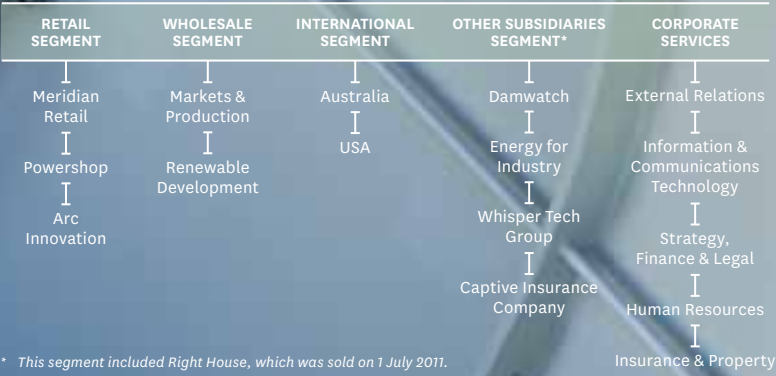 RETAIL
SEGMENT
Meridian
Retail
Powershop
Arc
Innovation
WHOLESALE
SEGMENT
Markets &
Production
Renewable
Development
INTERNATIONAL
SEGMENT
Australia
USA
OTHER SUBSIDIARIES
SEGMENT*
Damwatch
Energy for
Industry
Whisper Tech
Group
Captive Insurance
Company
CORPORATE
SERVICES
External Relations
Information &
Communications
Technology
Strategy,
Finance & Legal
Human Resources
Insurance & Property
* This segment included Right House, which was sold on 1 July 2011.